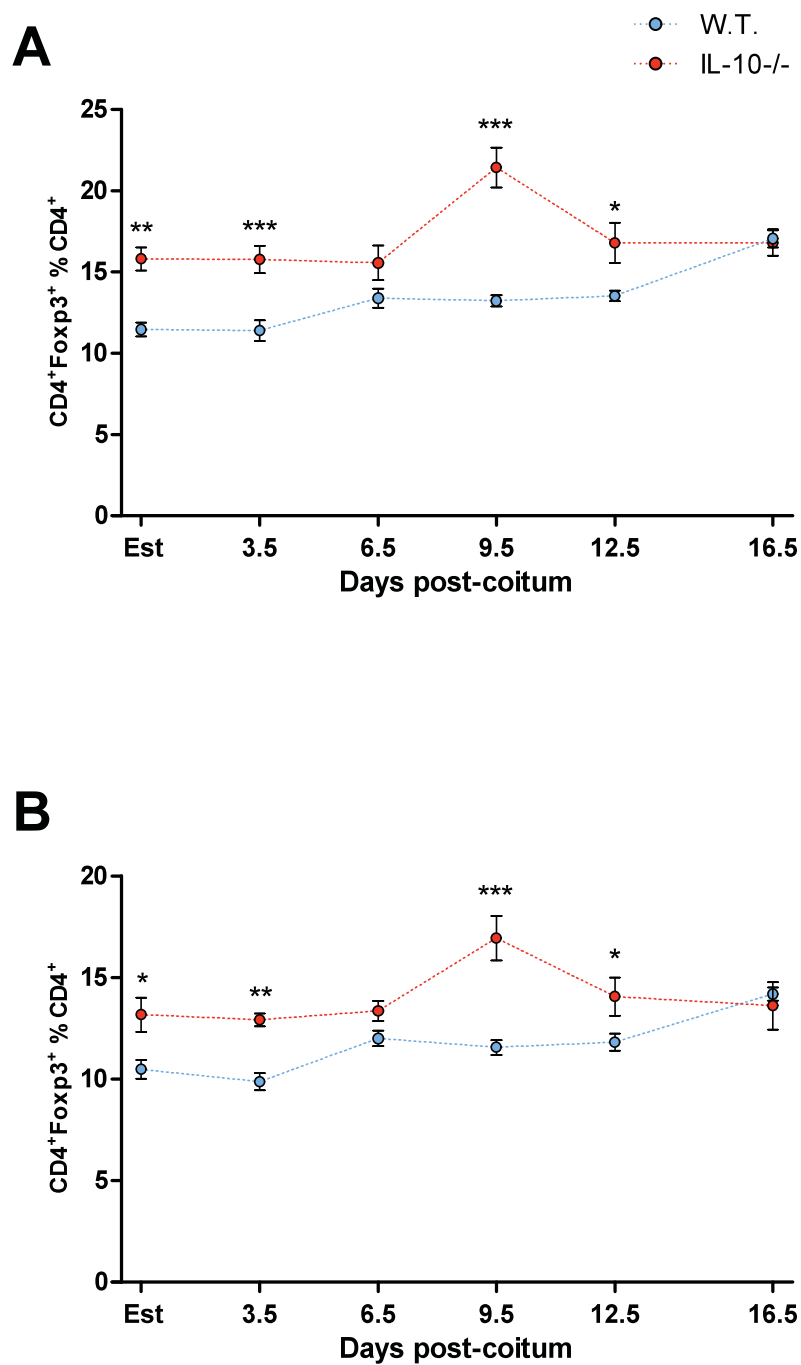 A
W.T.
IL-10-/-
CD4⁺Foxp3⁺ % CD4⁺
25
20
15
10
5
0
**
***
***
*
Est 3.5 6.5 9.5 12.5 16.5
Days post-coitum
B
CD4⁺Foxp3⁺ % CD4⁺
20
15
10
5
0
*
**
***
*
Est 3.5 6.5 9.5 12.5 16.5
Days post-coitum